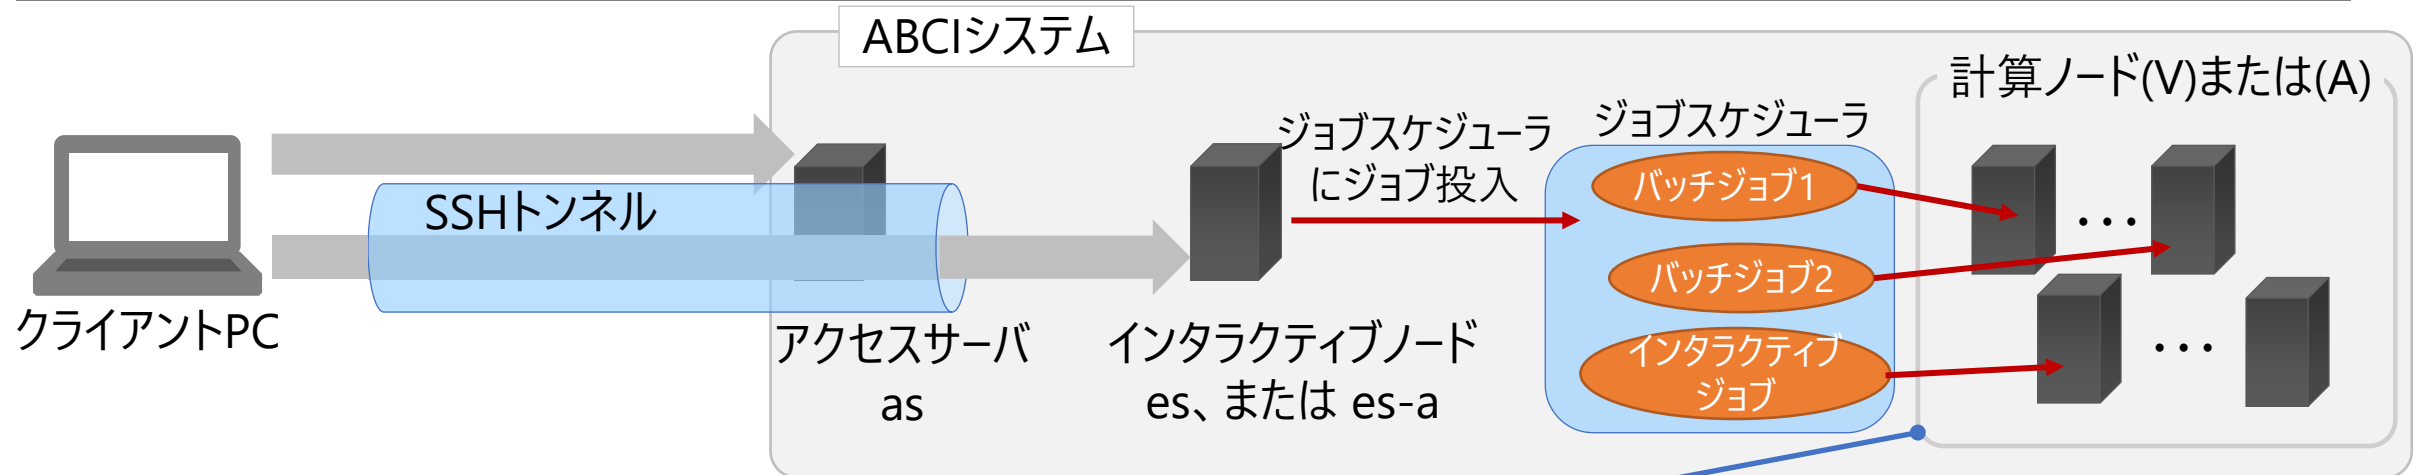 ABCIシステム
計算ノード(V)または(A)
ジョブスケジューラ
にジョブ投入
ジョブスケジューラ
バッチジョブ1
バッチジョブ2
インタラクティブ
ジョブ
SSHトンネル
クライアントPC
アクセスサーバ
as
インタラクティブノード
es、または es-a
...
...